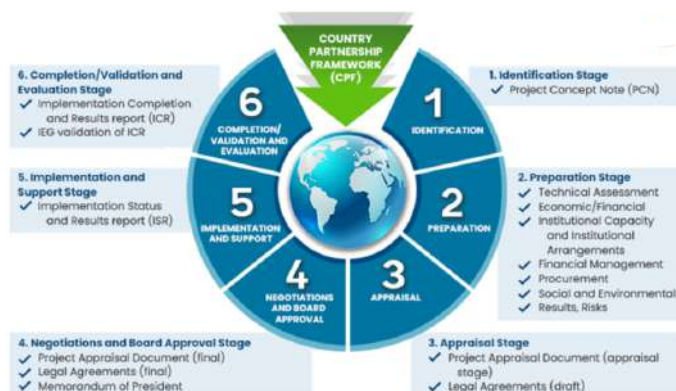 COUNTRY
PARTNERSHIP
FRAMEWORK
(CPF)
6. Completion/Validation and
Evaluation Stage
✓ Implementation Completion
and Results report (ICR)
✓ IEG validation of ICR
5. Implementation and
Support Stage
✓ Implementation Status
and Results report (ISR)
4. Negotiations and Board Approval Stage
✓ Project Appraisal Document (final)
✓ Legal Agreements (final)
✓ Memorandum of President
6
COMPLETION/
VALIDATION AND
EVALUATION
5
IMPLEMENTATION
AND SUPPORT
4
NEGOTIATIONS
AND BOARD
APPROVAL
3
APPRAISAL
2
PREPARATION
1
IDENTIFICATION
1. Identification Stage
✓ Project Concept Note (PCN)
2. Preparation Stage
✓ Technical Assessment
✓ Economic/Financial
✓ Institutional Capacity
and Institutional
Arrangements
✓ Financial Management
✓ Procurement
✓ Social and Environmental
✓ Results, Risks
3. Appraisal Stage
✓ Project Appraisal Document (appraisal
stage)
✓ Legal Agreements (draft)